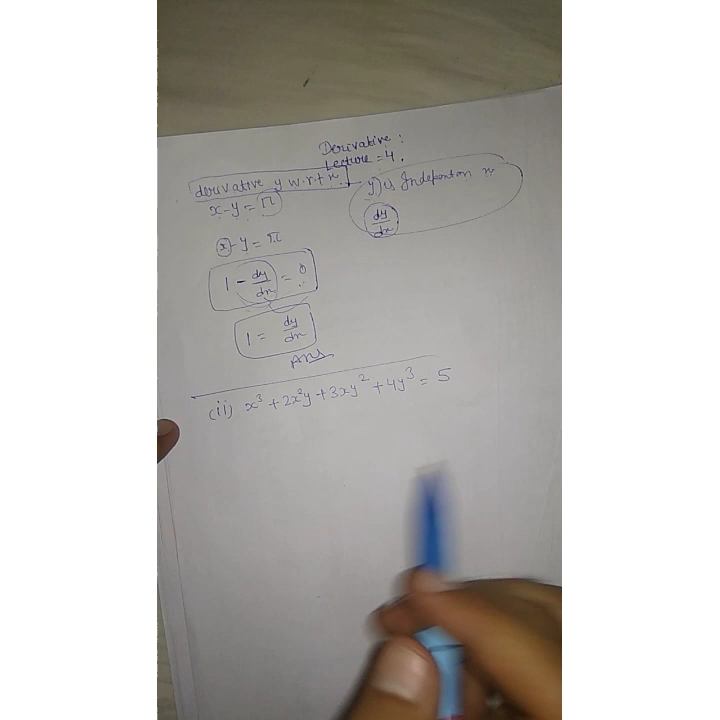 Derivative :
Lecture = 4.
derivative y w.r.t x
y) is Indepenton
x - y = π
dy/dx
x - y = π
1 - dy/dx = 0
1 = dy/dx
Ans
(ii) x³ + 2x²y + 3xy² + 4y³ = 5